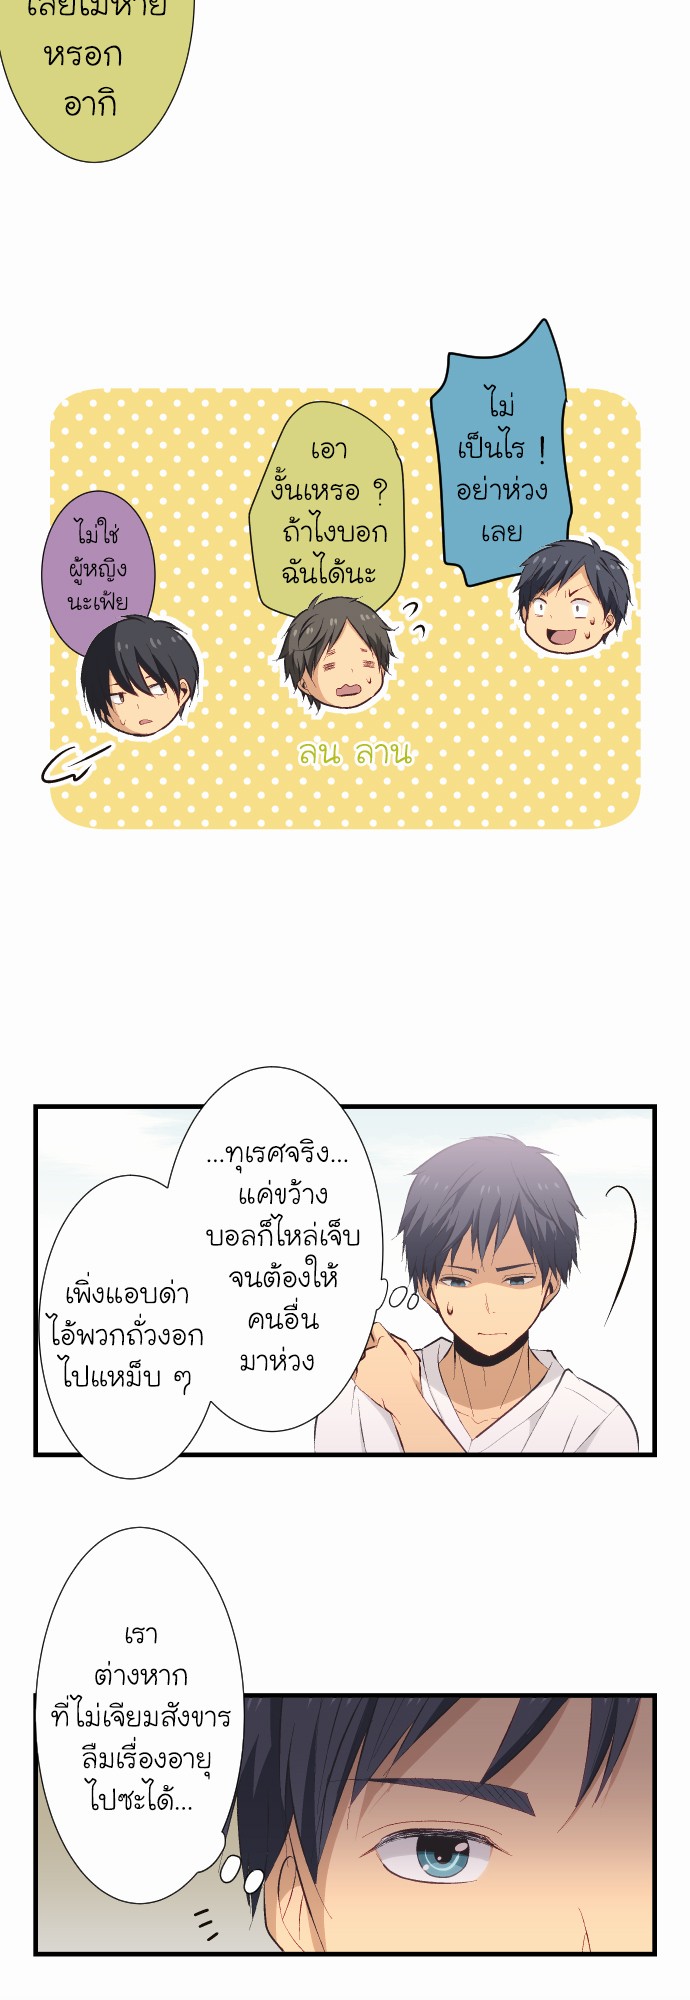 เลยไม่หาย
หรอก
อากิ
ไม่
เป็นไร !
อย่าห่วง
เลย
เอา
งั้นเหรอ ?
ถ้าไงบอก
ฉันได้นะ
ไม่ใช่
ผู้หญิง
นะเฟ้ย
ลน ลาน
...ทุเรศจริง...
แค่ขว้าง
บอลก็ไหล่เจ็บ
จนต้องให้
คนอื่น
มาห่วง
เพิ่งแอบด่า
ไอ้พวกถั่วงอก
ไปแหม็บ ๆ
เรา
ต่างหาก
ที่ไม่เจียมสังขาร
ลืมเรื่องอายุ
ไปซะได้...